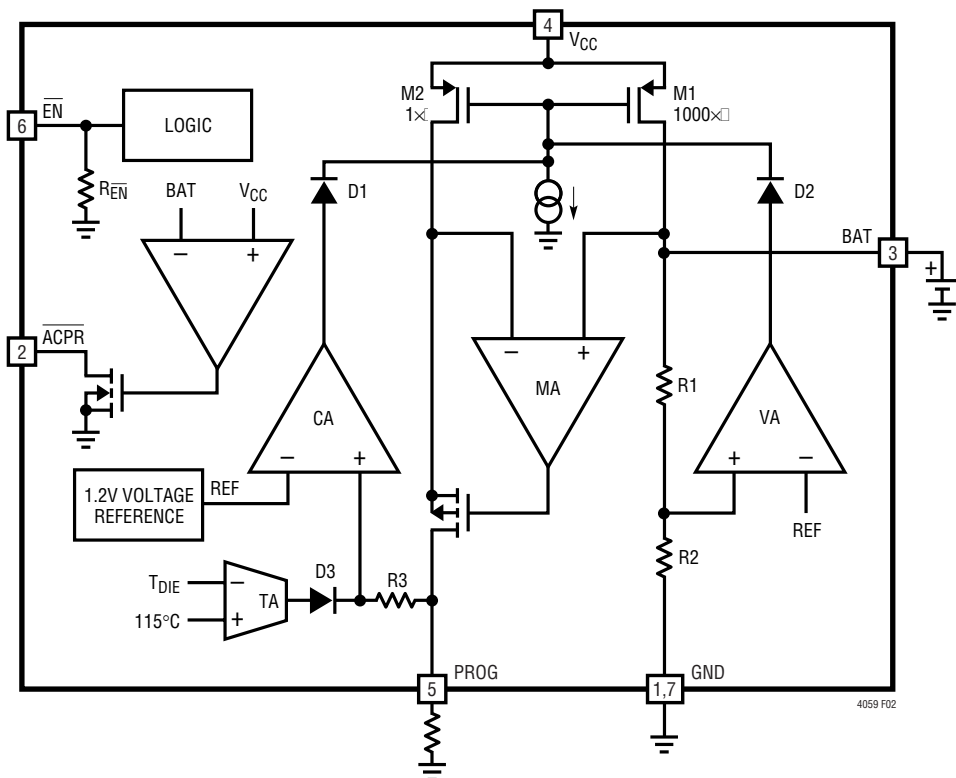 4
VCC
M2
1×
M1
1000×
6
EN
LOGIC
REN
BAT
VCC
D1
D2
BAT
3
+
2
ACPR
−
+
−
+
MA
R1
CA
VA
−
+
+
−
1.2V VOLTAGE
REFERENCE
REF
REF
R2
TDIE
−
TA
D3
R3
115°C
+
5
PROG
1,7
GND
4059 F02